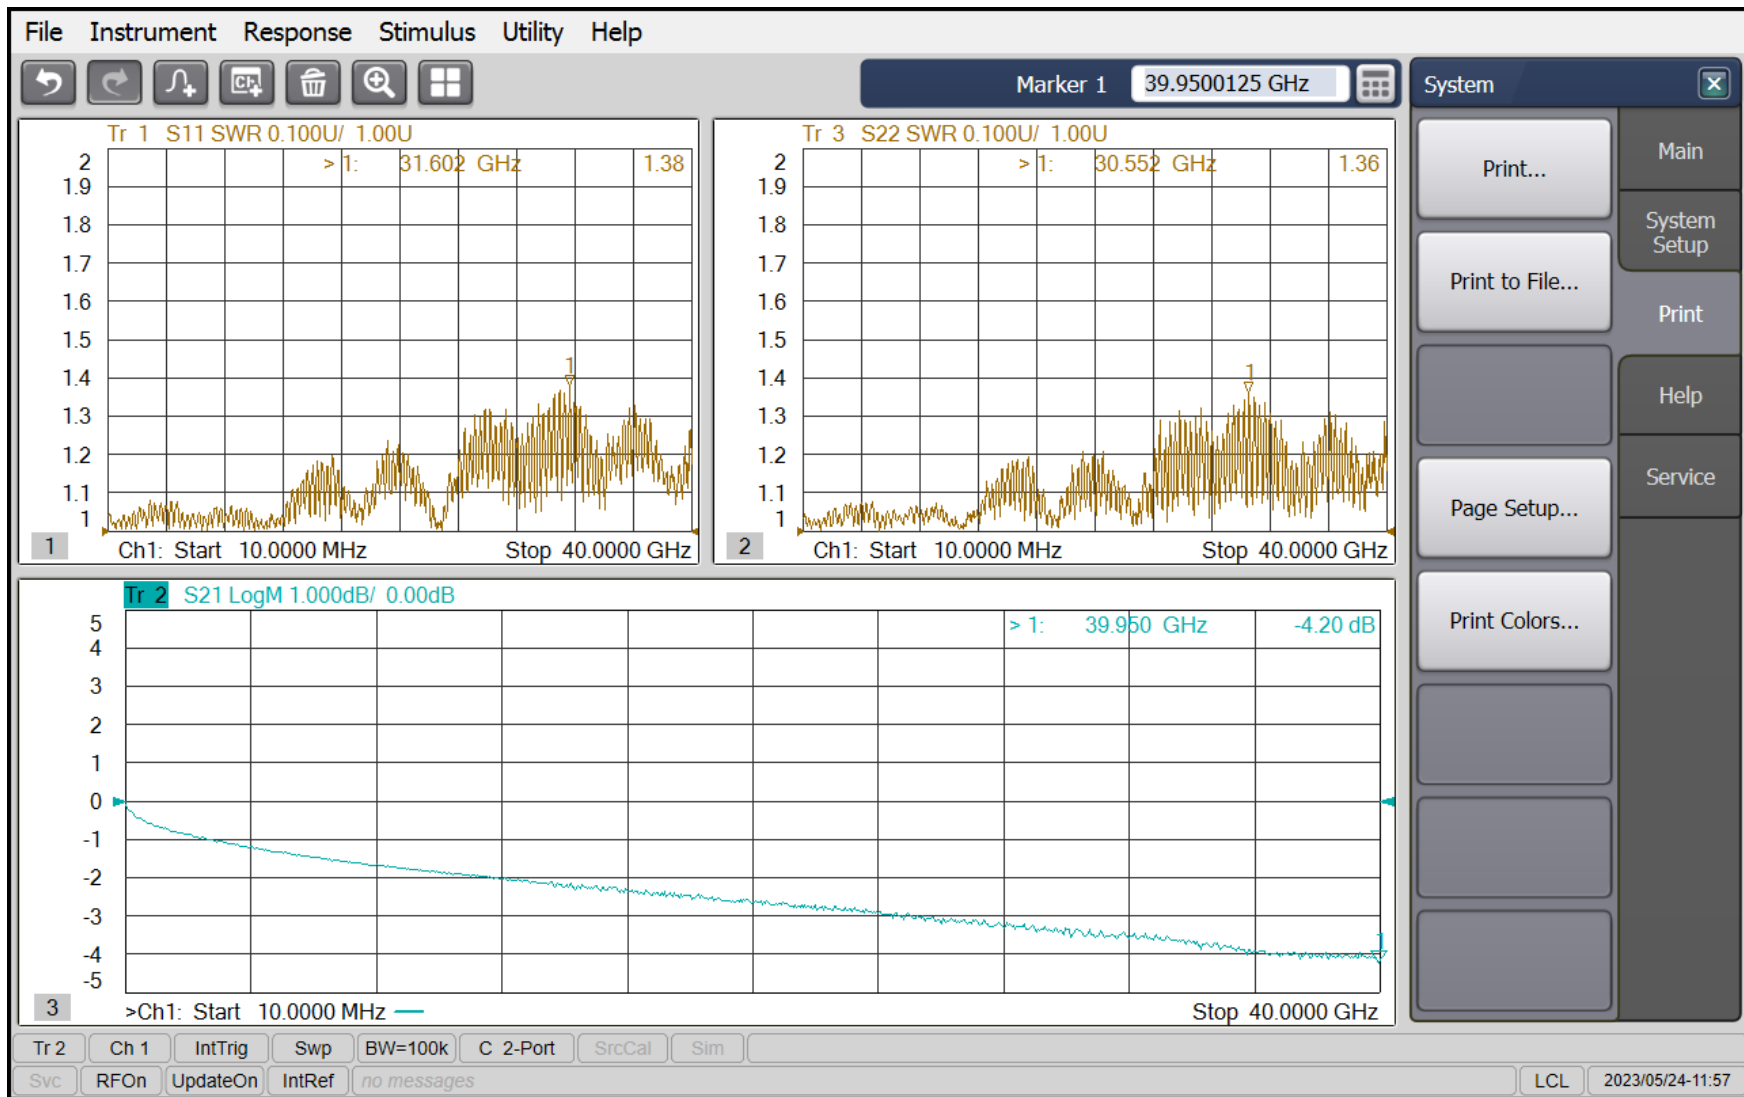 File Instrument Response Stimulus Utility Help
Ch
Marker 1 39.9500125 GHz
System
Tr 1 S11 SWR 0.100U/ 1.00U
> 1: 31.602 GHz 1.38
2
1.9
1.8
1.7
1.6
1.5
1.4
1.3
1.2
1.1
1
1
1 Ch1: Start 10.0000 MHz Stop 40.0000 GHz
Tr 3 S22 SWR 0.100U/ 1.00U
> 1: 30.552 GHz 1.36
2
1.9
1.8
1.7
1.6
1.5
1.4
1.3
1.2
1.1
1
1
2 Ch1: Start 10.0000 MHz Stop 40.0000 GHz
Tr 2 S21 LogM 1.000dB/ 0.00dB
> 1: 39.950 GHz -4.20 dB
5
4
3
2
1
0
-1
-2
-3
-4
-5
1
3 >Ch1: Start 10.0000 MHz Stop 40.0000 GHz
Print...
Print to File...
Page Setup...
Print Colors...
Main
System
Setup
Print
Help
Service
Tr 2 Ch 1 IntTrig Swp BW=100k C 2-Port SrcCal Sim
Svc RFOn UpdateOn IntRef no messages LCL 2023/05/24-11:57